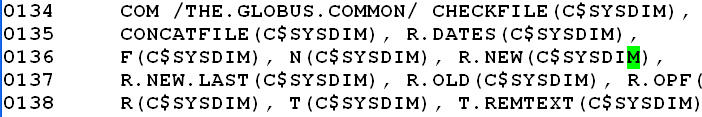 0134 COM /THE.GLOBUS.COMMON/ CHECKFILE(C$SYSDIM),
0135 CONCATFILE(C$SYSDIM), R.DATES(C$SYSDIM),
0136 F(C$SYSDIM), N(C$SYSDIM), R.NEW(C$SYSDIM),
0137 R.NEW.LAST(C$SYSDIM), R.OLD(C$SYSDIM), R.OPF(
0138 R(C$SYSDIM), T(C$SYSDIM), T.REMTEXT(C$SYSDIM)